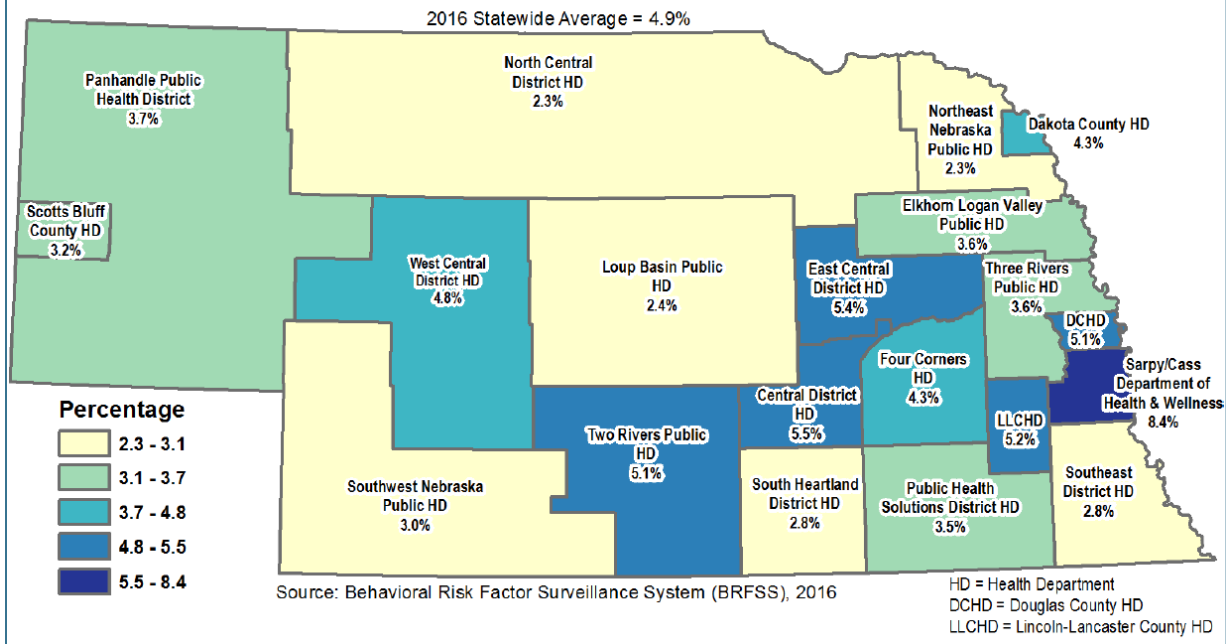 2016 Statewide Average = 4.9%
Panhandle Public
Health District
3.7%
North Central
District HD
2.3%
Northeast
Nebraska
Public HD
2.3%
Dakota County HD
4.3%
Scotts Bluff
County HD
3.2%
West Central
District HD
4.8%
Loup Basin Public
HD
2.4%
Elkhorn Logan Valley
Public HD
3.6%
East Central
District HD
5.4%
Three Rivers
Public HD
3.6%
DCHD
5.1%
Sarpy/Cass
Department of
Health & Wellness
8.4%
Four Corners
HD
4.3%
Central District
HD
5.5%
LLCHD
5.2%
Two Rivers Public
HD
5.1%
Southwest Nebraska
Public HD
3.0%
South Heartland
District HD
2.8%
Public Health
Solutions District HD
3.5%
Southeast
District HD
2.8%
Percentage
2.3 - 3.1
3.1 - 3.7
3.7 - 4.8
4.8 - 5.5
5.5 - 8.4
Source: Behavioral Risk Factor Surveillance System (BRFSS), 2016
HD = Health Department
DCHD = Douglas County HD
LLCHD = Lincoln-Lancaster County HD